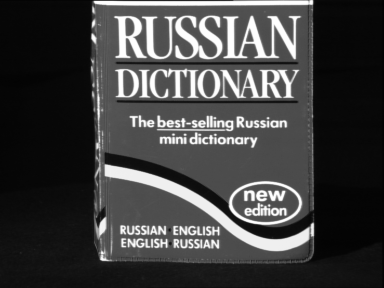 RUSSIAN
DICTIONARY
The best-selling Russian
mini dictionary
new
edition
RUSSIAN · ENGLISH
ENGLISH · RUSSIAN